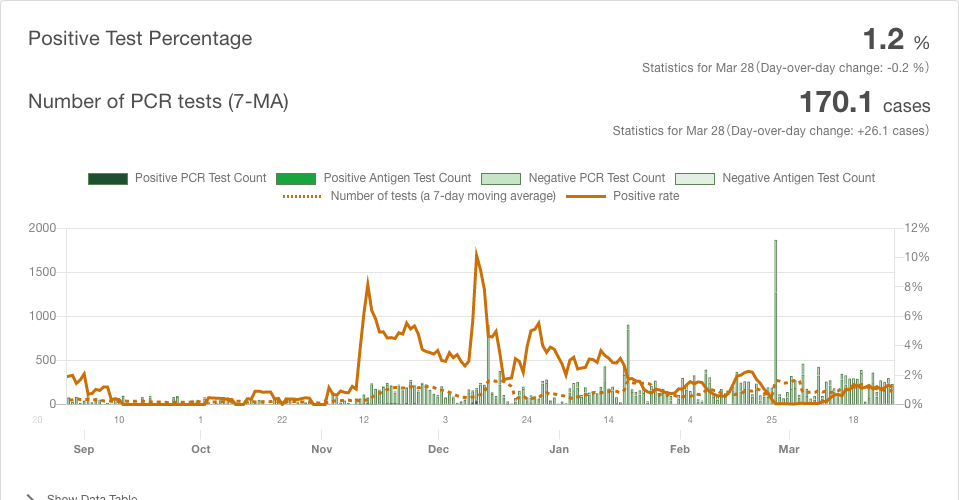 Positive Test Percentage
1.2 %
Statistics for Mar 28(Day-over-day change: -0.2 %)
Number of PCR tests (7-MA)
170.1 cases
Statistics for Mar 28(Day-over-day change: +26.1 cases)
Positive PCR Test Count Positive Antigen Test Count Negative PCR Test Count Negative Antigen Test Count
Number of tests (a 7-day moving average) Positive rate
2000 12%
10%
1500
8%
1000 6%
4%
500
2%
0 0%
20 10 1 22 12 3 24 14 4 25 18
Sep Oct Nov Dec Jan Feb Mar
Show Data Table